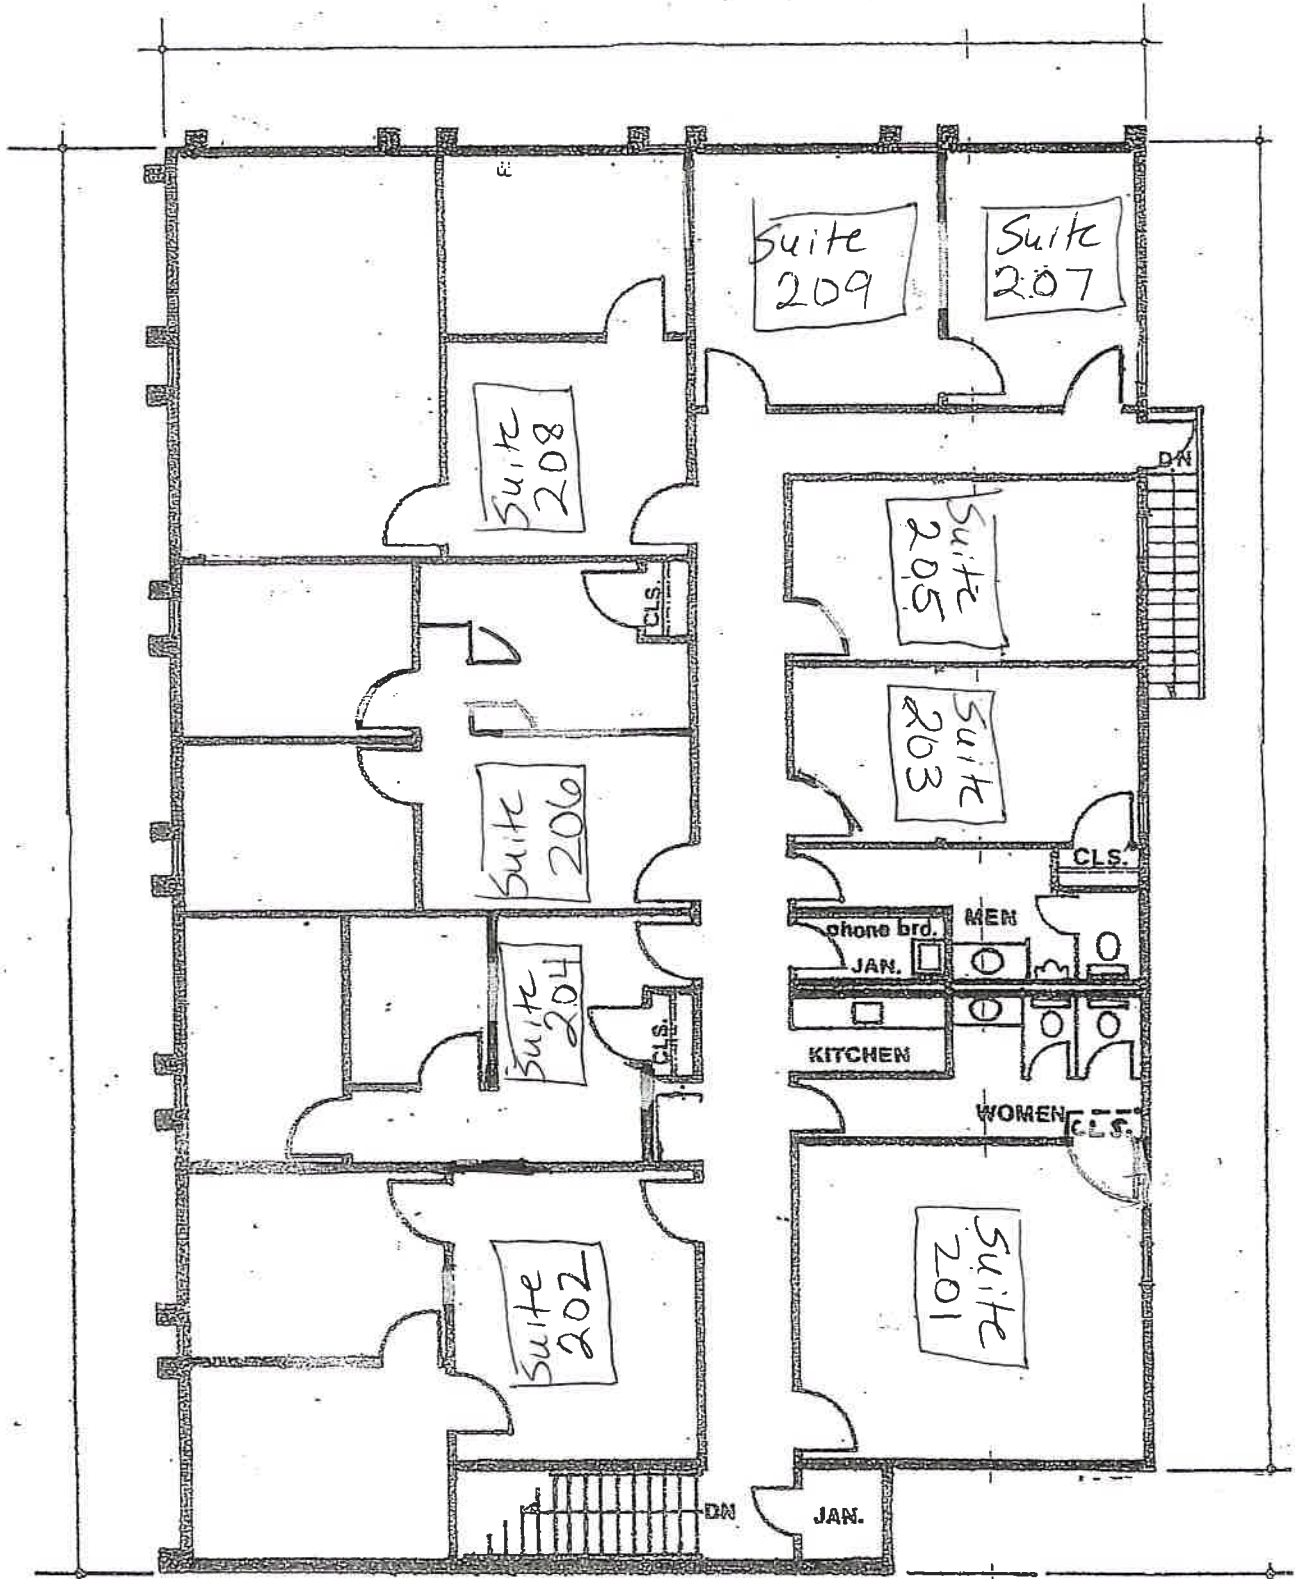 Suite
209
Suite
207
Suite
208
DN
Suite
205
CLS.
Suite
203
Suite
206
CLS.
MEN
phone brd.
JAN.
Suite
204
CLS.
KITCHEN
WOMEN
CLS.
Suite
201
Suite
202
DN
JAN.